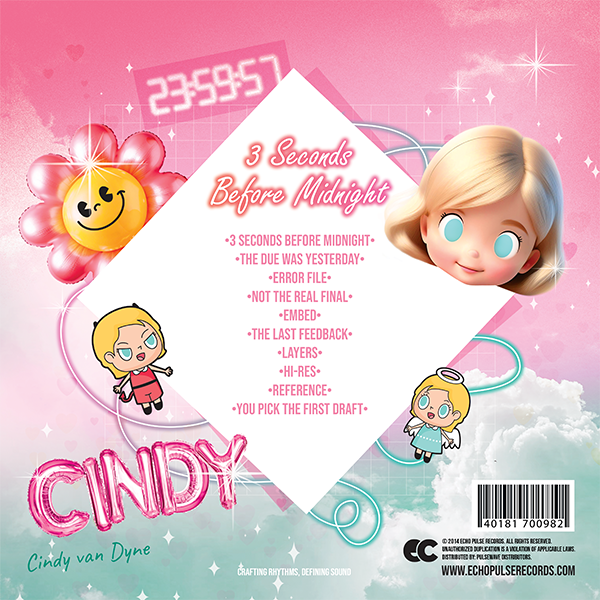 23:59:57
3 Seconds
Before Midnight
•3 SECONDS BEFORE MIDNIGHT•
•THE DUE WAS YESTERDAY•
•ERROR FILE•
•NOT THE REAL FINAL•
•EMBED•
•THE LAST FEEDBACK•
•LAYERS•
•HI-RES•
•REFERENCE•
•YOU PICK THE FIRST DRAFT•
CINDY
Cindy van Dyne
CRAFTING RHYTHMS, DEFINING SOUND
40181 700982
EC
© 2014 ECHO PULSE RECORDS. ALL RIGHTS RESERVED.
UNAUTHORIZED DUPLICATION IS A VIOLATION OF APPLICABLE LAWS.
DISTRIBUTED BY: PULSEWAVE DISTRIBUTORS.
WWW.ECHOPULSERECORDS.COM